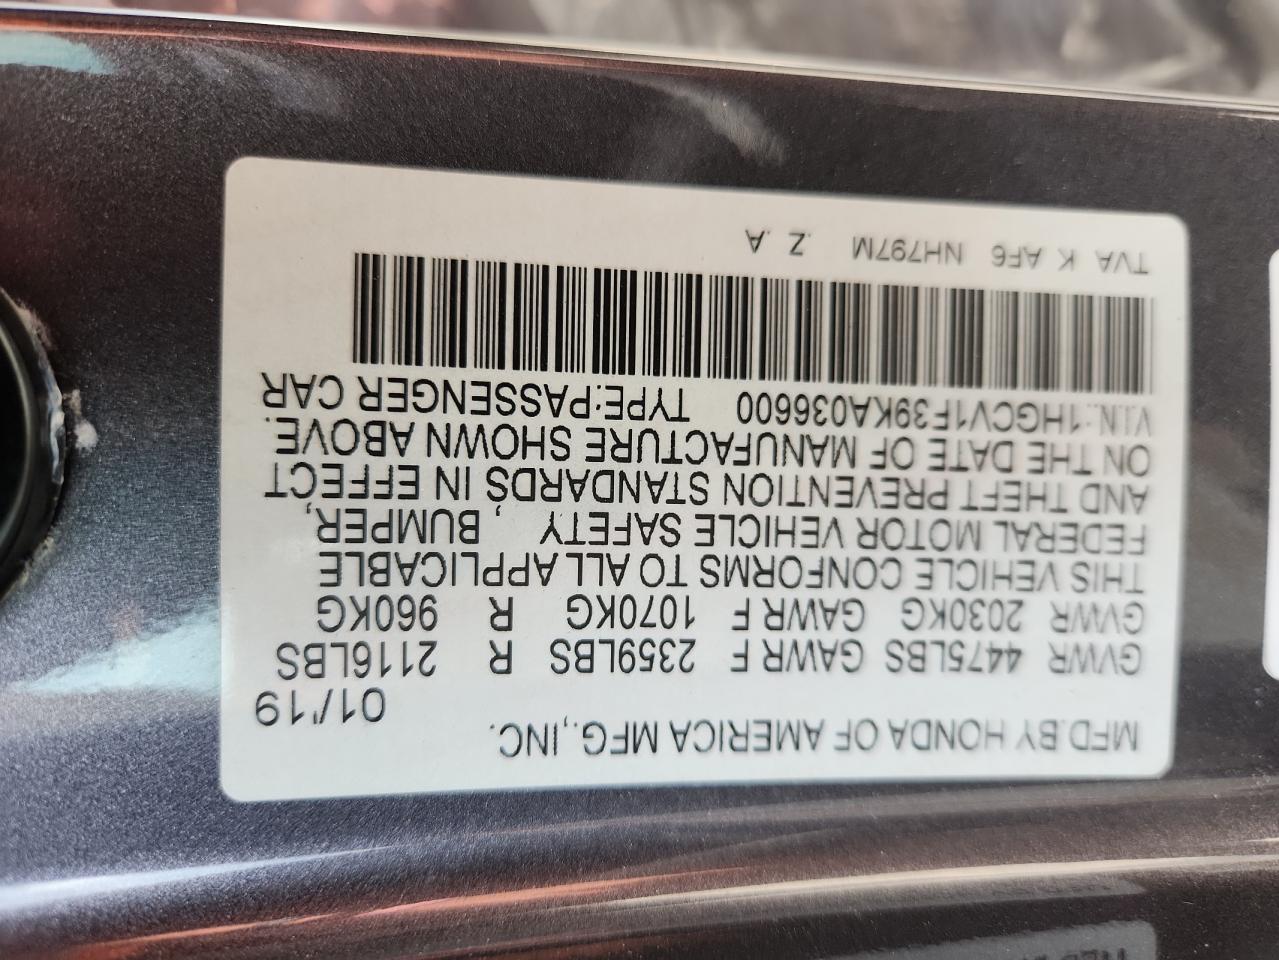 MFD.BY HONDA OF AMERICA MFG.,INC.
01/'19
GVWR 4475LBS GAWR F 2359LBS R 2116LBS
GVWR 2030KG GAWR F 1070KG R 960KG
THIS VEHICLE CONFORMS TO ALL APPLICABLE
FEDERAL MOTOR VEHICLE SAFETY , BUMPER,
AND THEFT PREVENTION STANDARDS IN EFFECT
ON THE DATE OF MANUFACTURE SHOWN ABOVE.
V.I.N.:1HGCV1F39KA036600 TYPE:PASSENGER CAR
TVA K AF6 NH797M .Z .A